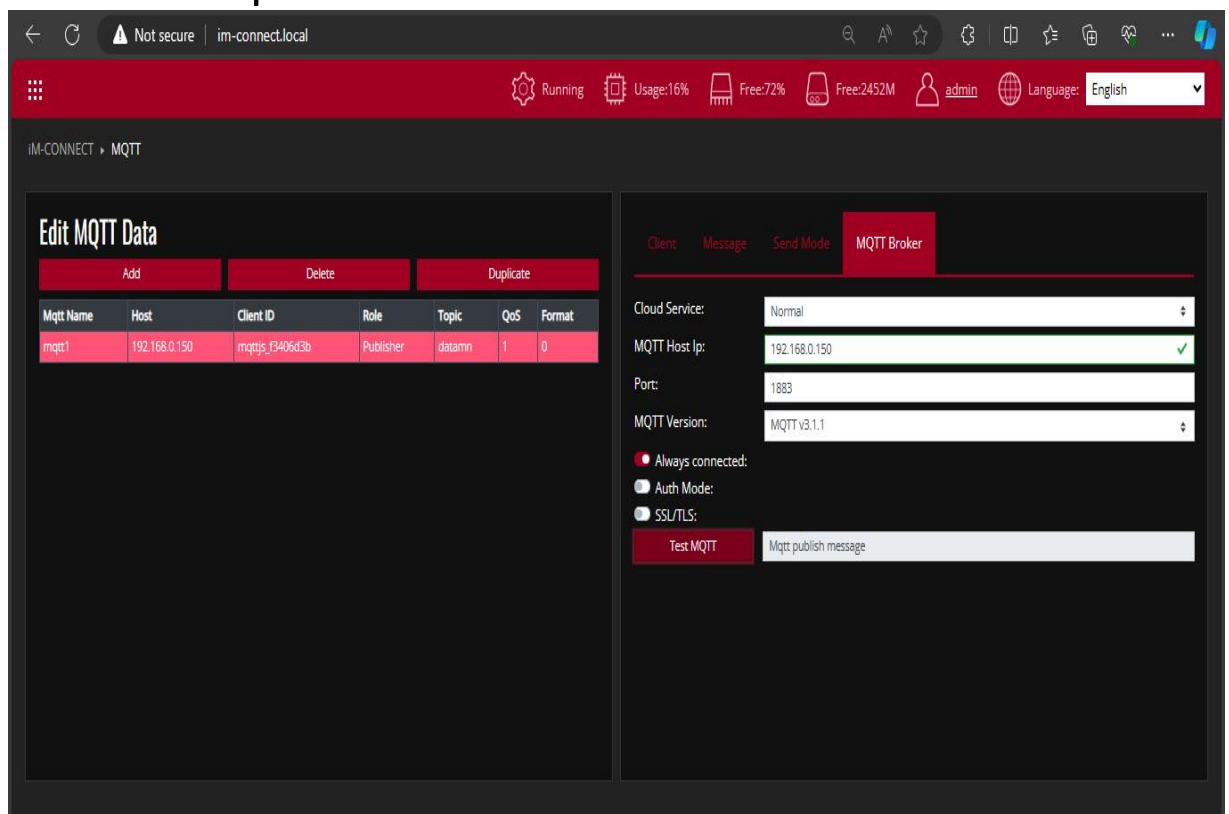 Not secure im-connect.local
Running Usage:16% Free:72% Free:2452M admin Language: English
iM-CONNECT ▸ MQTT
Edit MQTT Data
Add Delete Duplicate
Mqtt Name Host Client ID Role Topic QoS Format
mqtt1 192.168.0.150 mqttjs_f3406d3b Publisher datamn 1 0
Client Message Send Mode MQTT Broker
Cloud Service: Normal
MQTT Host Ip: 192.168.0.150
Port: 1883
MQTT Version: MQTT v3.1.1
Always connected:
Auth Mode:
SSL/TLS:
Test MQTT Mqtt publish message